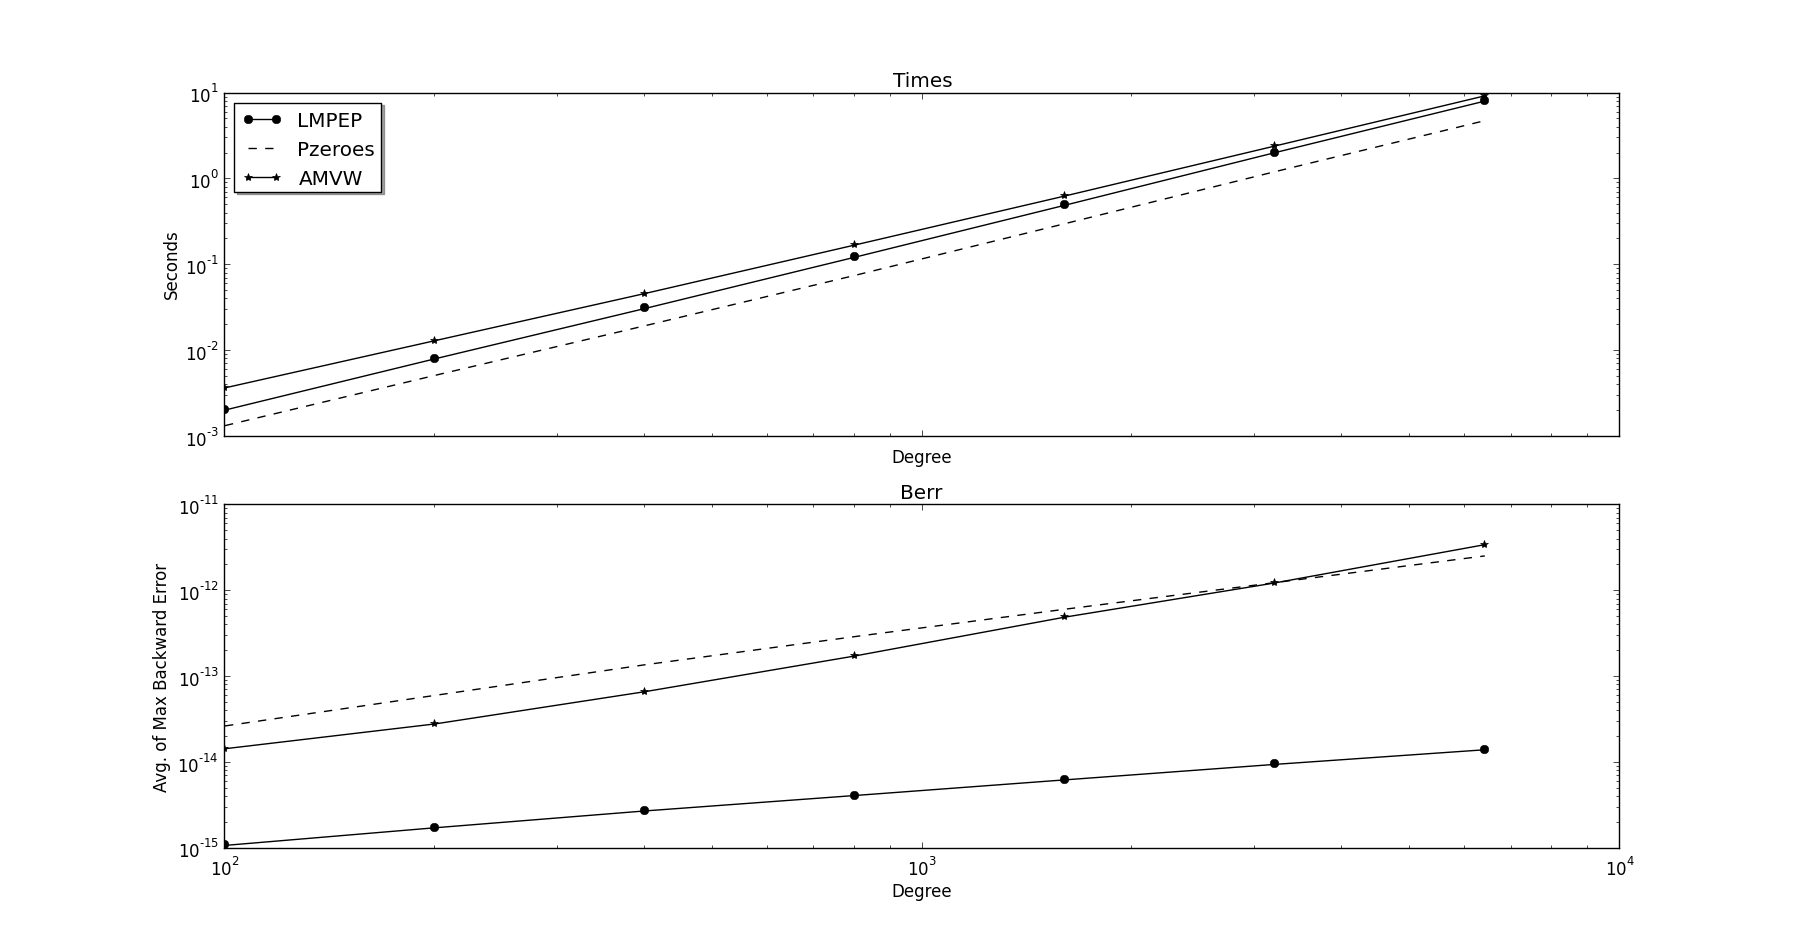 Times
10^1
10^0
10^-1
10^-2
10^-3
Seconds
LMPEP
Pzeroes
AMVW
Degree
Berr
10^-11
10^-12
10^-13
10^-14
10^-15
Avg. of Max Backward Error
10^2 10^3 10^4
Degree